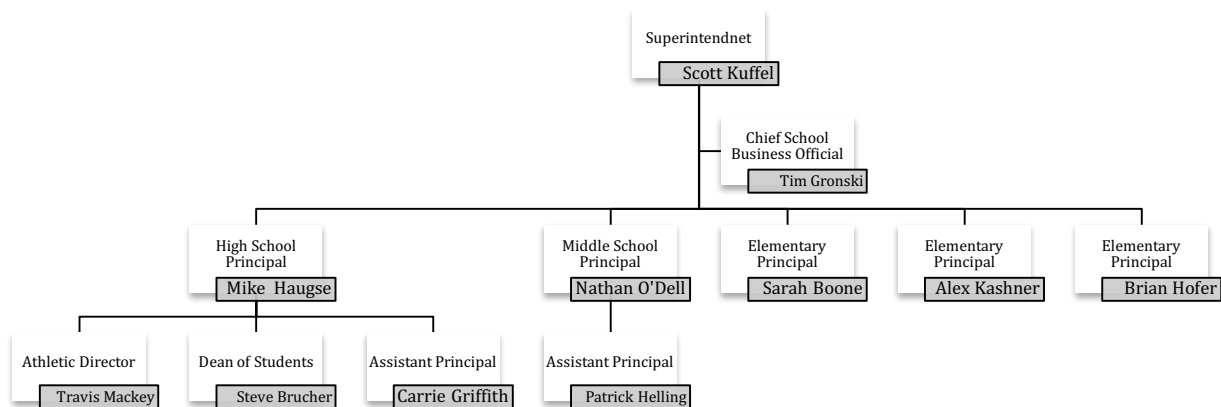 Superintendnet
Scott Kuffel
Chief School
Business Official
Tim Gronski
High School
Principal
Mike Haugse
Middle School
Principal
Nathan O'Dell
Elementary
Principal
Sarah Boone
Elementary
Principal
Alex Kashner
Elementary
Principal
Brian Hofer
Athletic Director
Travis Mackey
Dean of Students
Steve Brucher
Assistant Principal
Carrie Griffith
Assistant Principal
Patrick Helling